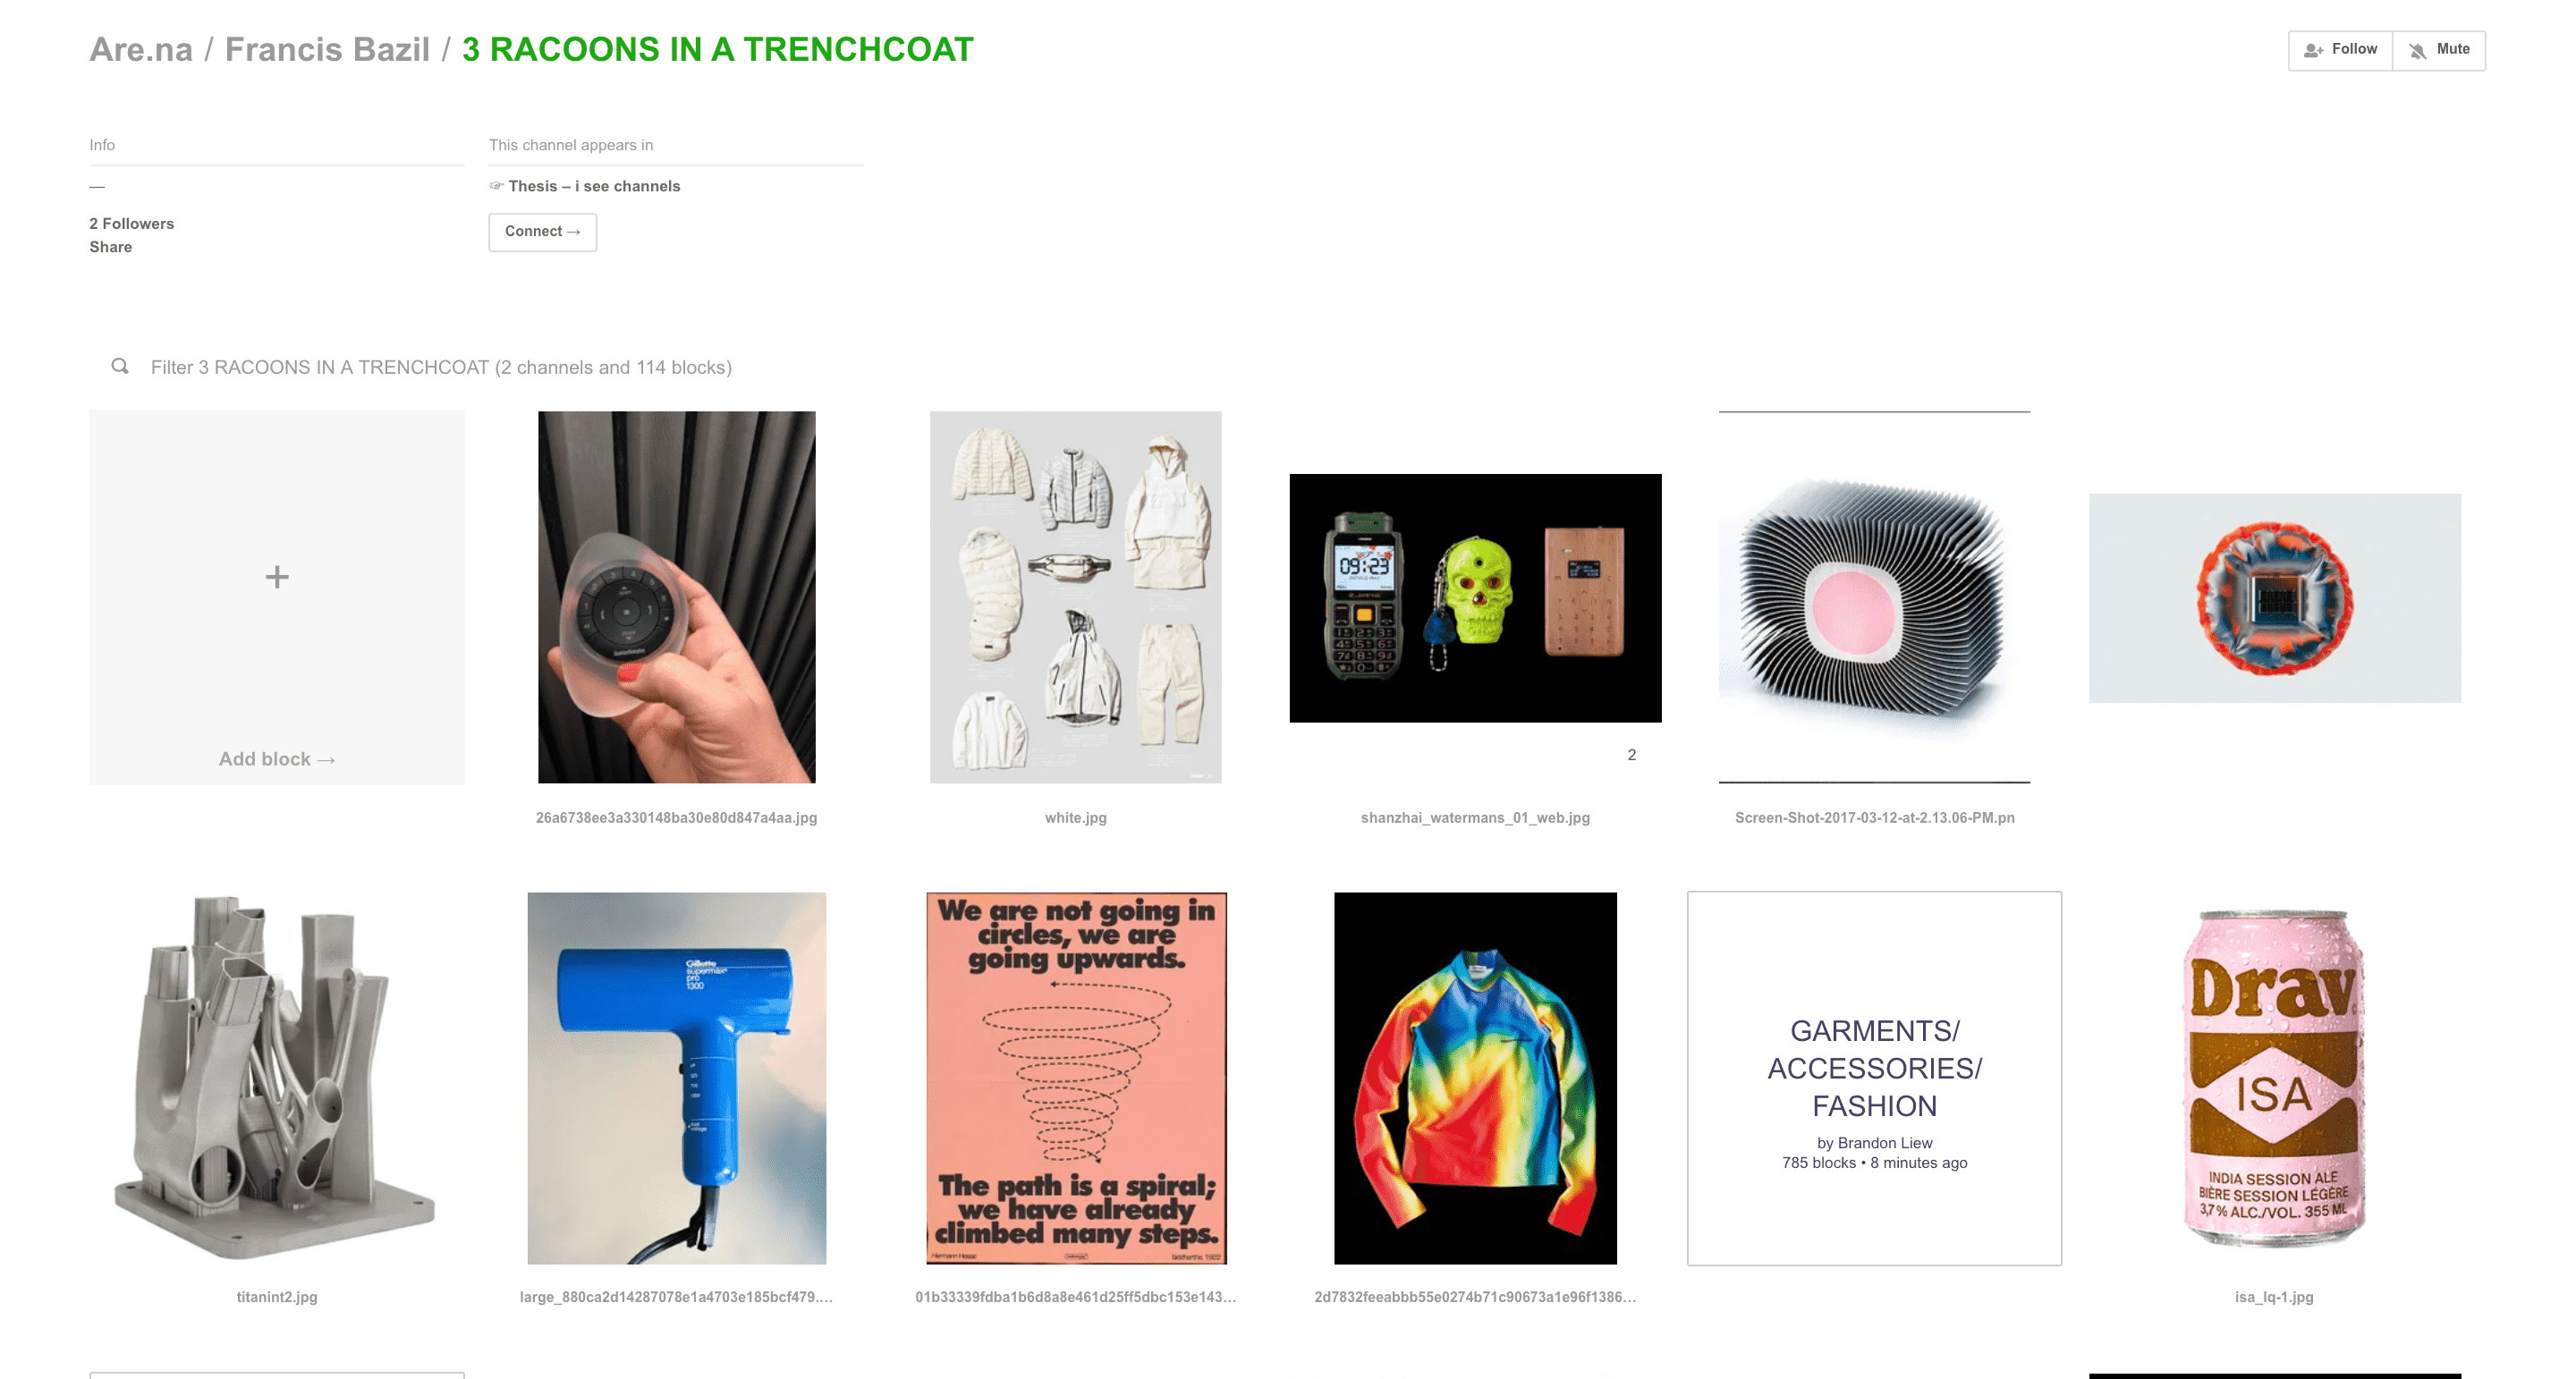 Are.na / Francis Bazil / 3 RACOONS IN A TRENCHCOAT
Follow
Mute
Info
This channel appears in
—
☞ Thesis – i see channels
2 Followers
Share
Connect →
Filter 3 RACOONS IN A TRENCHCOAT (2 channels and 114 blocks)
+
Add block →
09:23
2
26a6738ee3a330148ba30e80d847a4aa.jpg
white.jpg
shanzhai_watermans_01_web.jpg
Screen-Shot-2017-03-12-at-2.13.06-PM.pn
Gillette
supermax
pro
1300
We are not going in
circles, we are
going upwards.
The path is a spiral;
we have already
climbed many steps.
Hermann Hesse
Siddhartha, 1922
GARMENTS/
ACCESSORIES/
FASHION
by Brandon Liew
785 blocks • 8 minutes ago
Drav.
ISA
INDIA SESSION ALE
BIÈRE SESSION LÉGÈRE
3,7% ALC./VOL. 355 ML
titanint2.jpg
large_880ca2d14287078e1a4703e185bcf479....
01b33339fdba1b6d8a8e461d25ff5dbc153e143...
2d7832feeabbb55e0274b71c90673a1e96f1386...
isa_lq-1.jpg